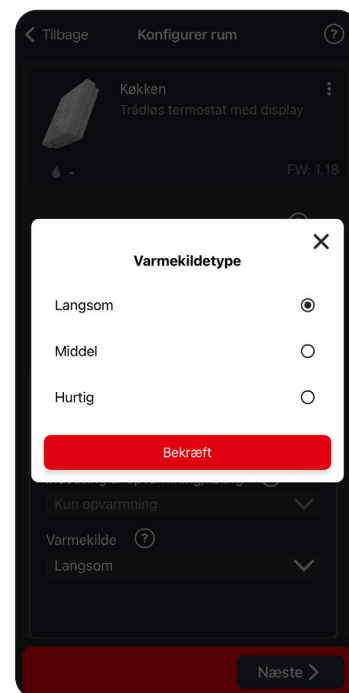 Tilbage
Konfigurer rum
?
Køkken
Trådløs termostat med display
-
FW: 1.18
Varmekildetype
Langsom
Middel
Hurtig
Bekræft
Kun opvarmning
Varmekilde ?
Langsom
Næste